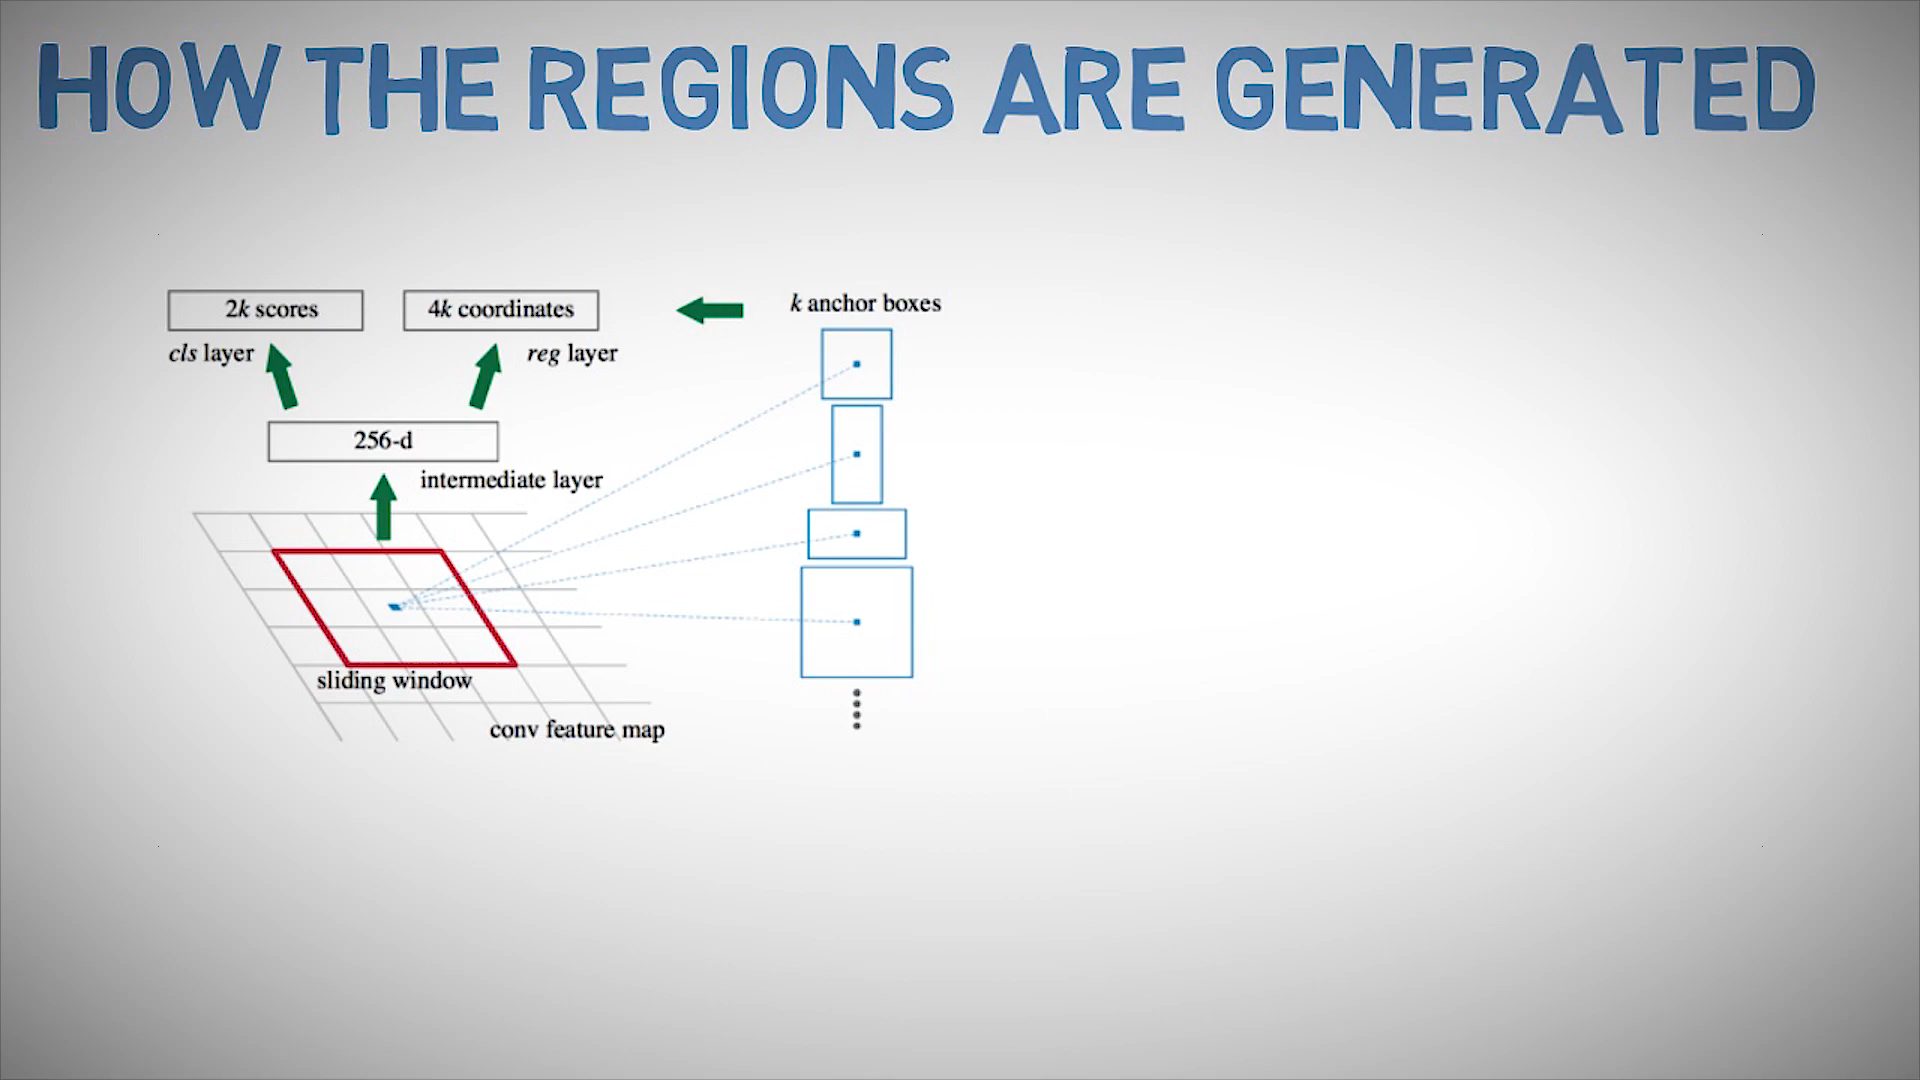 HOW THE REGIONS ARE GENERATED
2k scores
4k coordinates
k anchor boxes
cls layer
reg layer
256-d
intermediate layer
sliding window
conv feature map